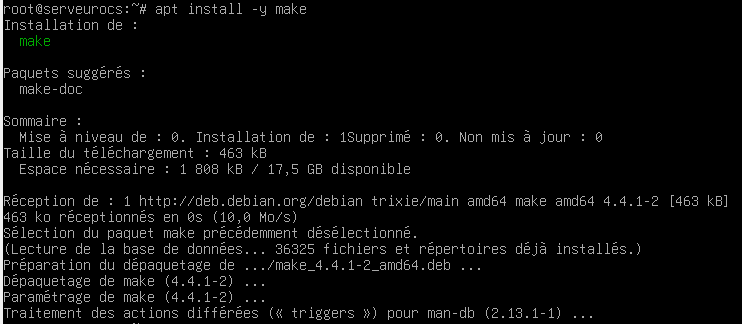 root@serveurocs:~# apt install -y make
Installation de :
  make

Paquets suggérés :
  make-doc

Sommaire :
  Mise à niveau de : 0. Installation de : 1Supprimé : 0. Non mis à jour : 0
Taille du téléchargement : 463 kB
  Espace nécessaire : 1 808 kB / 17,5 GB disponible

Réception de : 1 http://deb.debian.org/debian trixie/main amd64 make amd64 4.4.1-2 [463 kB]
463 ko réceptionnés en 0s (10,0 Mo/s)
Sélection du paquet make précédemment désélectionné.
(Lecture de la base de données... 36325 fichiers et répertoires déjà installés.)
Préparation du dépaquetage de .../make_4.4.1-2_amd64.deb ...
Dépaquetage de make (4.4.1-2) ...
Paramétrage de make (4.4.1-2) ...
Traitement des actions différées (« triggers ») pour man-db (2.13.1-1) ...